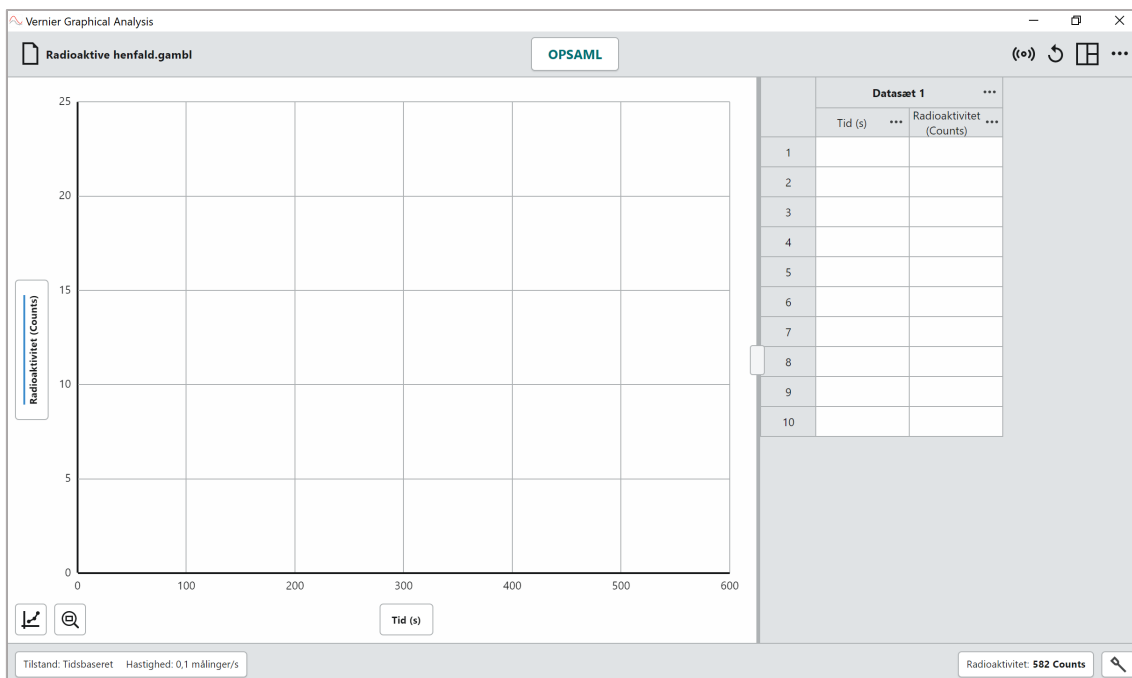 Vernier Graphical Analysis
Radioaktive henfald.gambl
OPSAML
25
20
15
10
5
0
Radioaktivitet (Counts)
0 100 200 300 400 500 600
Tid (s)
Datasæt 1
Tid (s)
Radioaktivitet
(Counts)
1
2
3
4
5
6
7
8
9
10
Tilstand: Tidsbaseret Hastighed: 0,1 målinger/s
Radioaktivitet: 582 Counts